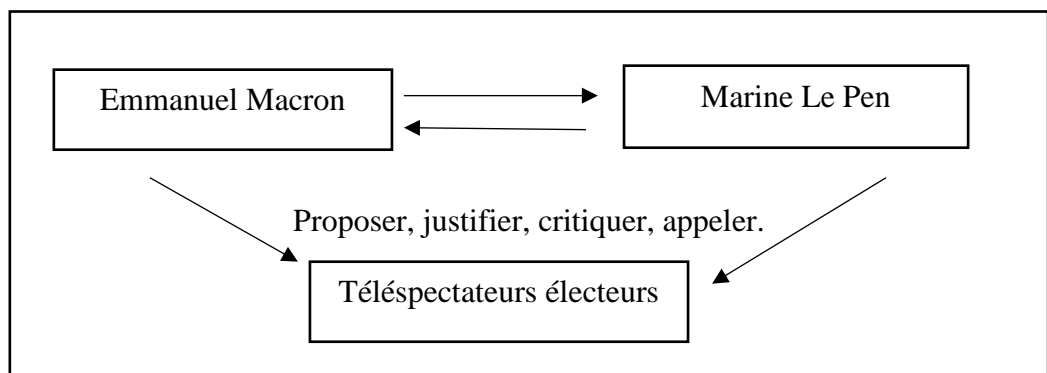 Emmanuel Macron
Marine Le Pen
Proposer, justifier, critiquer, appeler.
Téléspectateurs électeurs